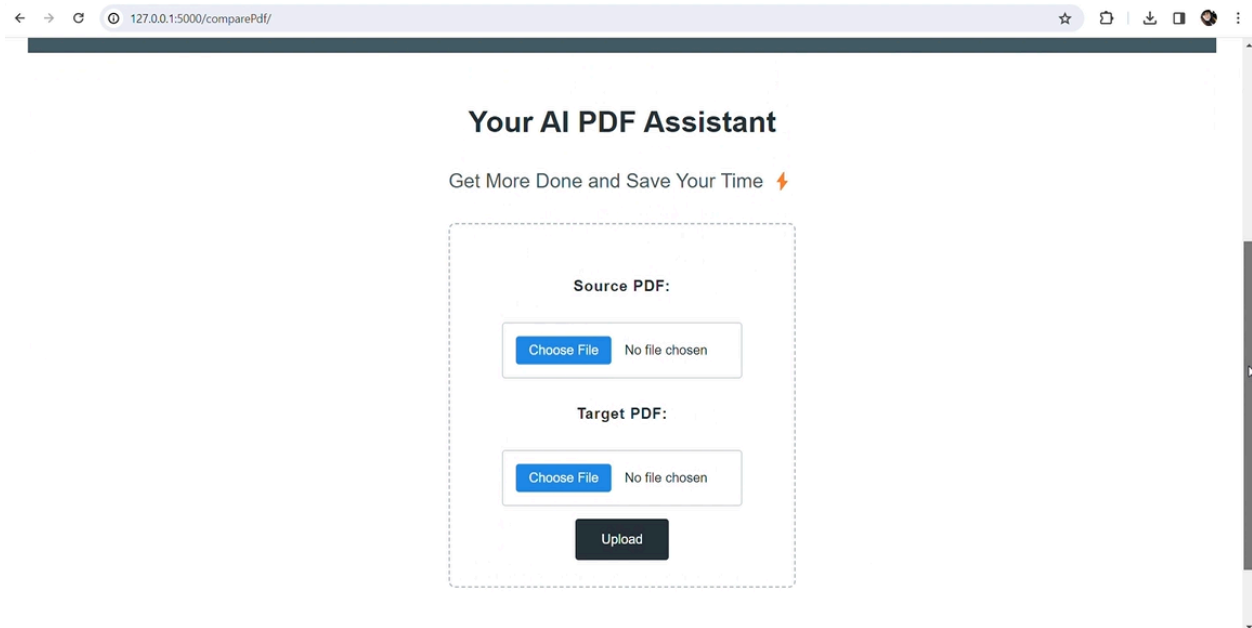 127.0.0.1:5000/comparePdf/
Your AI PDF Assistant
Get More Done and Save Your Time
Source PDF:
Choose File No file chosen
Target PDF:
Choose File No file chosen
Upload